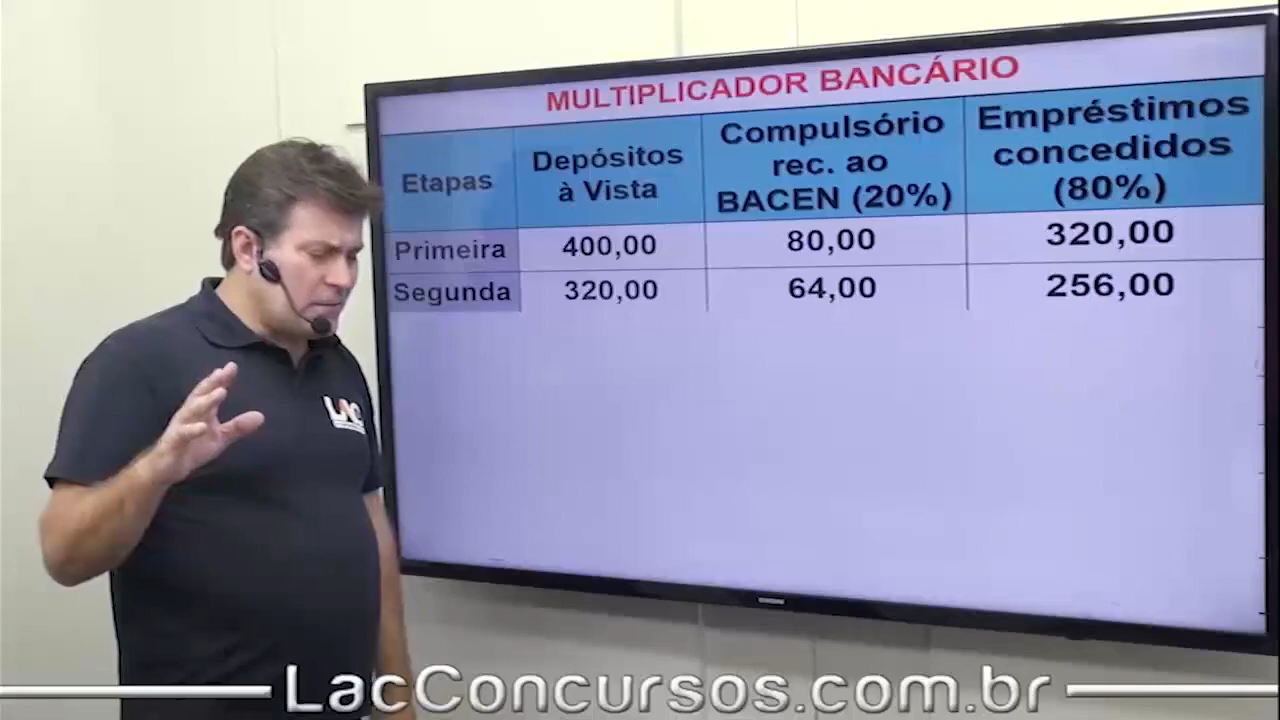 MULTIPLICADOR BANCÁRIO
Etapas
Depósitos
à Vista
Compulsório
rec. ao
BACEN (20%)
Empréstimos
concedidos
(80%)
Primeira 400,00 80,00 320,00
Segunda 320,00 64,00 256,00
LAC
LacConcursos.com.br